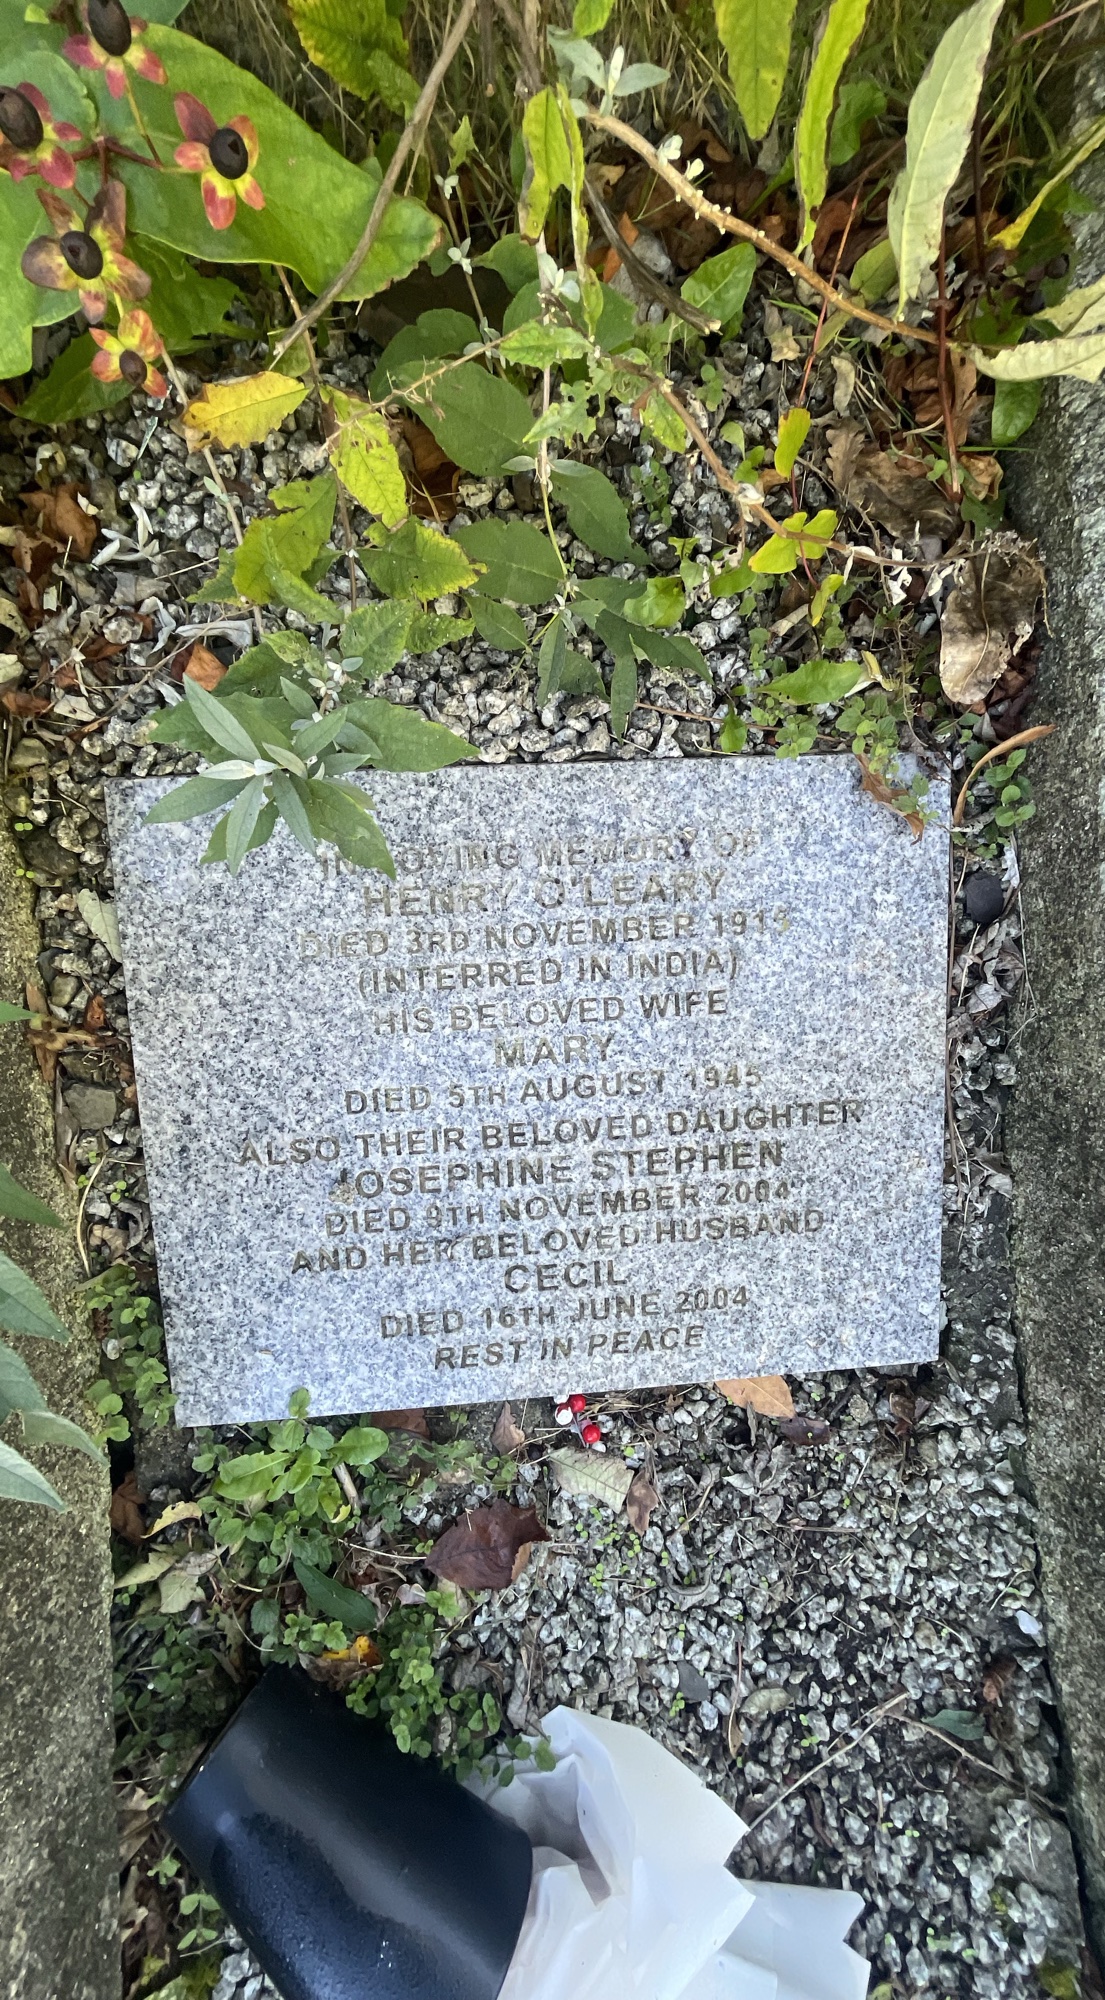 IN LOVING MEMORY OF
HENRY O'LEARY
DIED 3RD NOVEMBER 1919
(INTERRED IN INDIA)
HIS BELOVED WIFE
MARY
DIED 5TH AUGUST 1945
ALSO THEIR BELOVED DAUGHTER
JOSEPHINE STEPHEN
DIED 9TH NOVEMBER 2004
AND HER BELOVED HUSBAND
CECIL
DIED 16TH JUNE 2004
REST IN PEACE